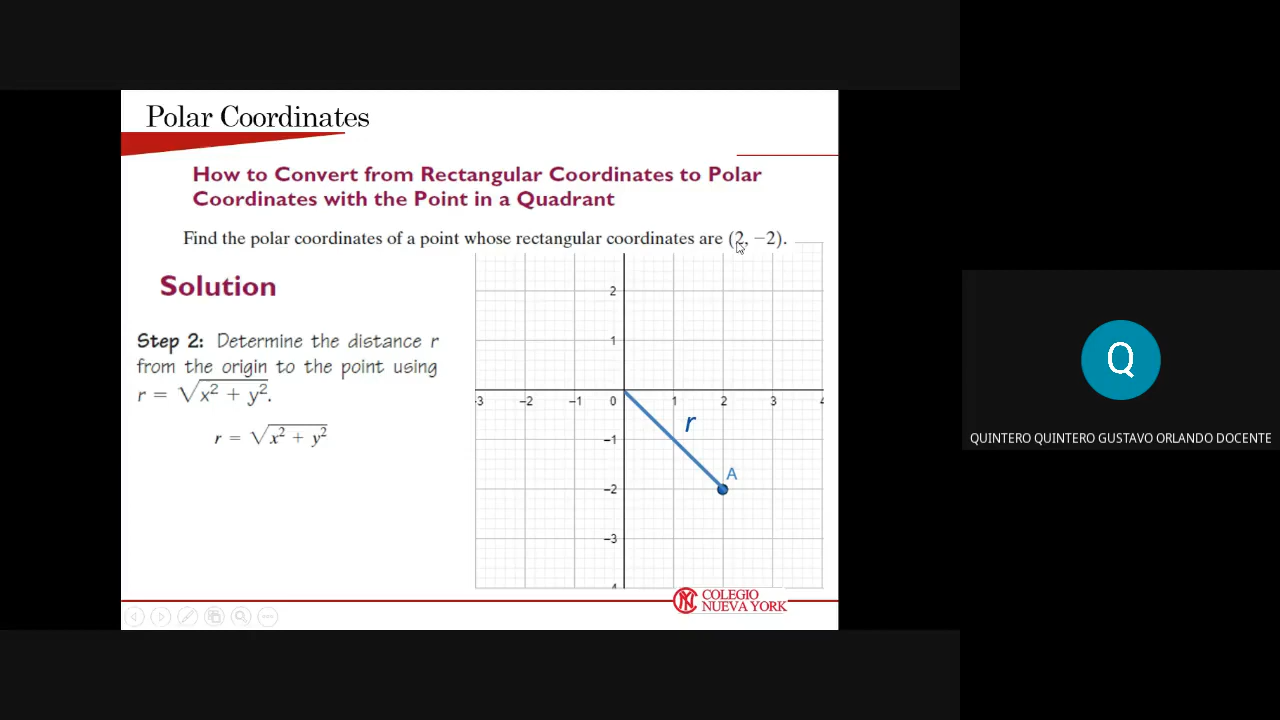 Polar Coordinates
How to Convert from Rectangular Coordinates to Polar
Coordinates with the Point in a Quadrant
Find the polar coordinates of a point whose rectangular coordinates are (2, −2).
Solution
Step 2: Determine the distance r
from the origin to the point using
r = √x² + y².
r = √x² + y²
2
1
-3 −2 −1 0 1 2 3 4
r
−1
A
−2
−3
4
COLEGIO
NUEVA YORK
Q
QUINTERO QUINTERO GUSTAVO ORLANDO DOCENTE